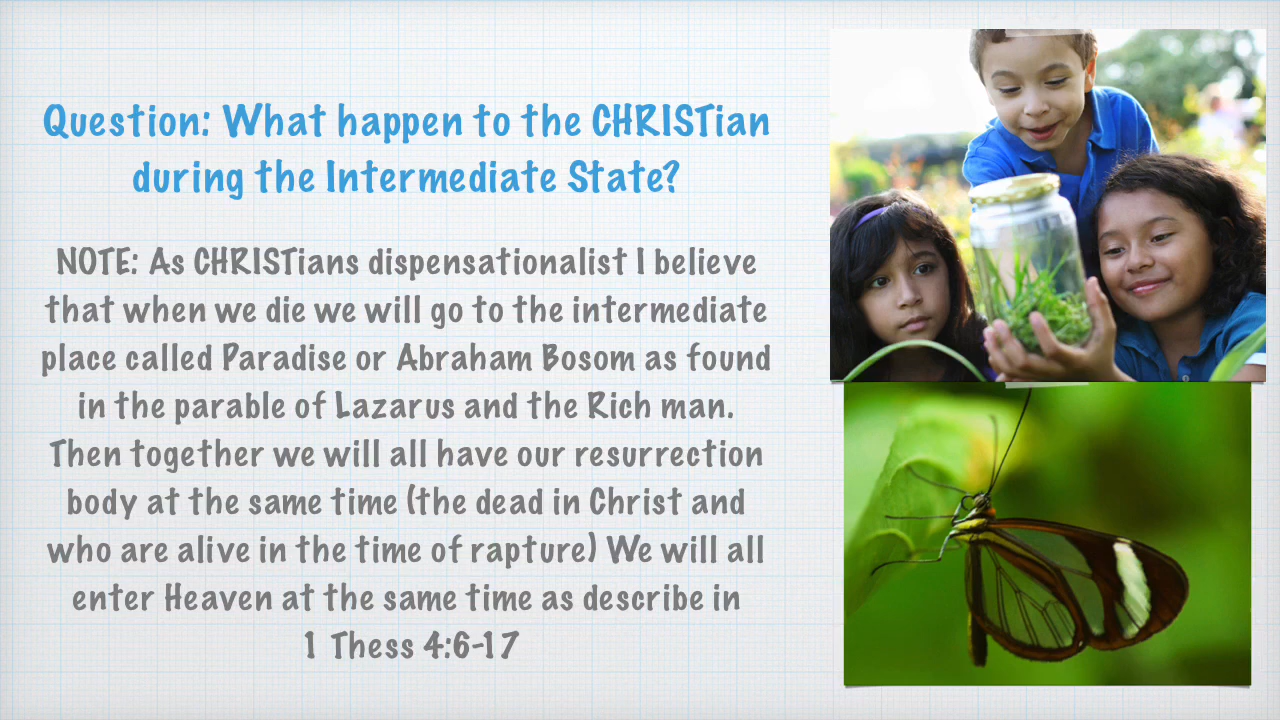 Question: What happen to the CHRISTian
during the Intermediate State?
NOTE: As CHRISTians dispensationalist I believe
that when we die we will go to the intermediate
place called Paradise or Abraham Bosom as found
in the parable of Lazarus and the Rich man.
Then together we will all have our resurrection
body at the same time (the dead in Christ and
who are alive in the time of rapture) We will all
enter Heaven at the same time as describe in
1 Thess 4:6-17